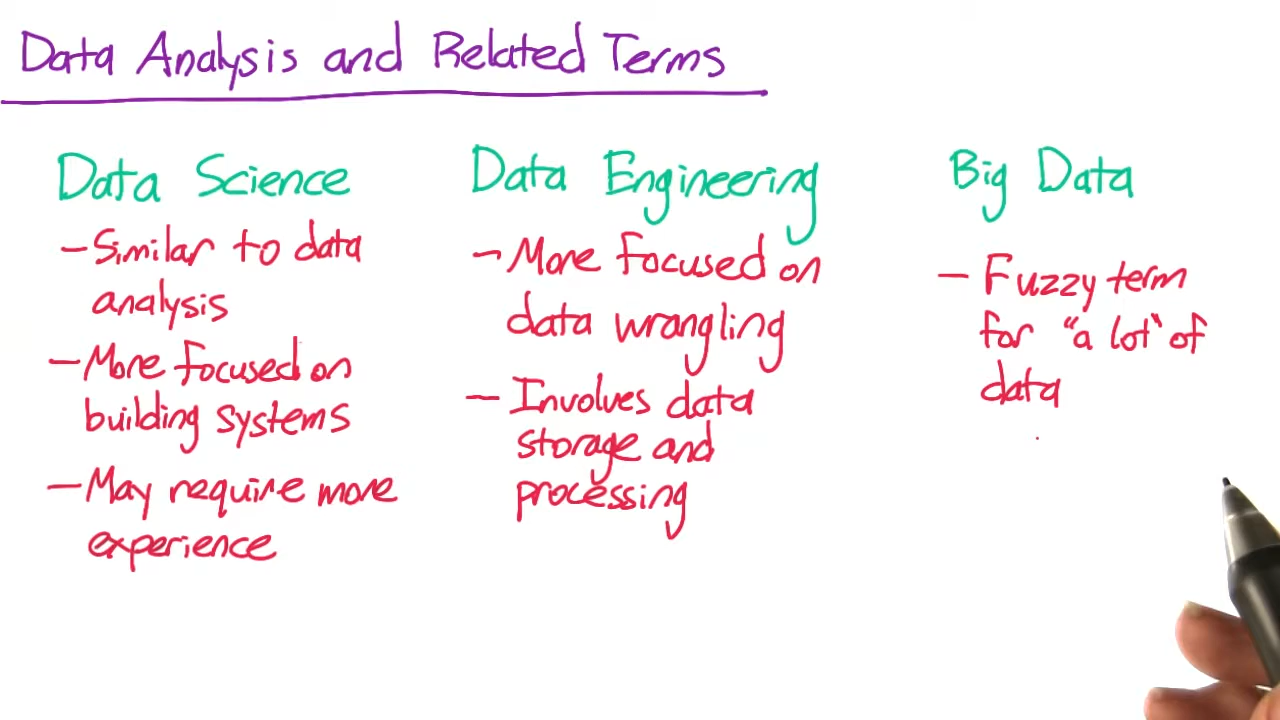 Data Analysis and Related Terms
Data Science
- Similar to data
analysis
- More focused on
building systems
- May require more
experience
Data Engineering
- More focused on
data wrangling
- Involves data
storage and
processing
Big Data
- Fuzzy term
for "a lot" of
data